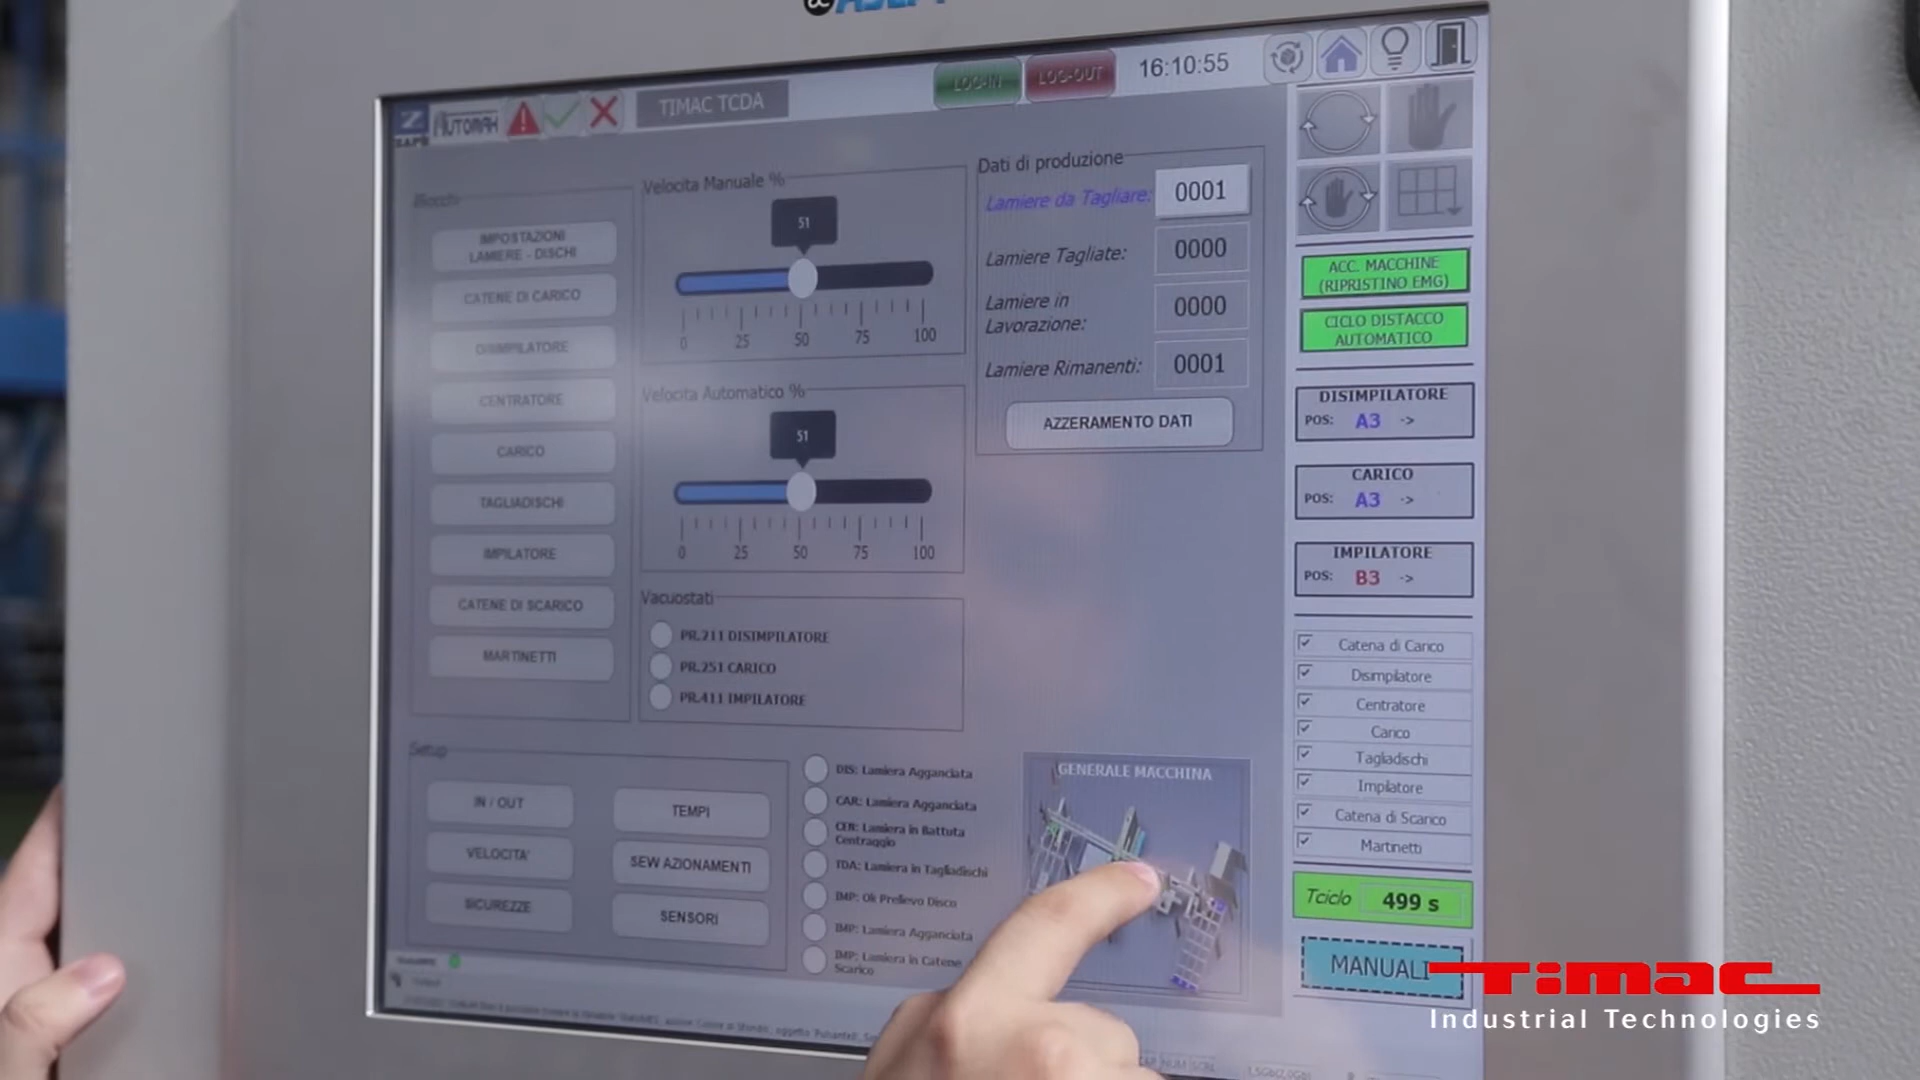 LOG-IN
LOG-OUT
16:10:55
Z
AUTOMAK
TIMAC TCDA
Blocchi
IMPOSTAZIONI
LAMIERE - DISCHI
CATENE DI CARICO
DISIMPILATORE
CENTRATORE
CARICO
TAGLIADISCHI
IMPILATORE
CATENE DI SCARICO
MARTINETTI
Velocita Manuale %
51
0 25 50 75 100
Velocita Automatico %
51
0 25 50 75 100
Vacuostati
PR.211 DISIMPILATORE
PR.251 CARICO
PR.411 IMPILATORE
Dati di produzione
Lamiere da Tagliare: 0001
Lamiere Tagliate: 0000
Lamiere in
Lavorazione: 0000
Lamiere Rimanenti: 0001
AZZERAMENTO DATI
Setup
IN / OUT
TEMPI
VELOCITA'
SEW AZIONAMENTI
SICUREZZE
SENSORI
DIS: Lamiera Agganciata
CAR: Lamiera Agganciata
CEN: Lamiera in Battuta
Centraggio
TDA: Lamiera in Tagliadischi
IMP: Ok Prelievo Disco
IMP: Lamiera Agganciata
IMP: Lamiera in Catene
Scarico
GENERALE MACCHINA
ACC. MACCHINE
(RIPRISTINO EMG)
CICLO DISTACCO
AUTOMATICO
DISIMPILATORE
POS: A3 ->
CARICO
POS: A3 ->
IMPILATORE
POS: B3 ->
Catena di Carico
Disimpilatore
Centratore
Carico
Tagliadischi
Impilatore
Catena di Scarico
Martinetti
Tciclo 499 s
MANUALI
TiMAC
Industrial Technologies